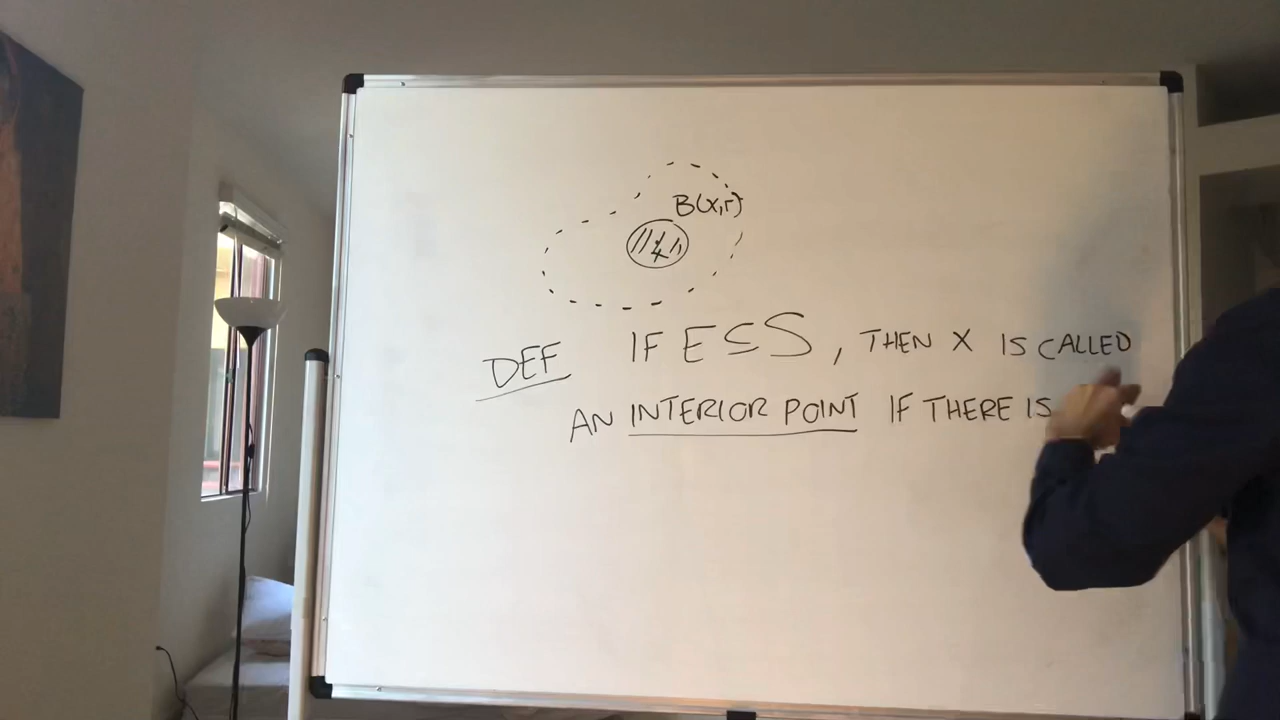 B(x,r)
x
DEF IF E ⊆ S, THEN X IS CALLED
AN INTERIOR POINT IF THERE IS